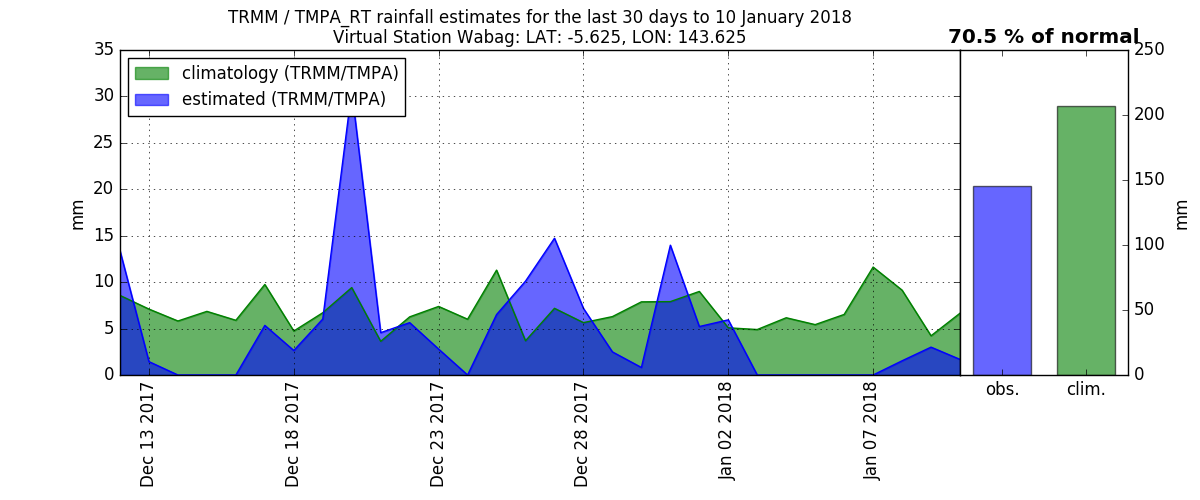 TRMM / TMPA_RT rainfall estimates for the last 30 days to 10 January 2018
Virtual Station Wabag: LAT: -5.625, LON: 143.625
70.5 % of normal
climatology (TRMM/TMPA)
estimated (TRMM/TMPA)
35
30
25
20
15
10
5
0
mm
Dec 13 2017
Dec 18 2017
Dec 23 2017
Dec 28 2017
Jan 02 2018
Jan 07 2018
250
200
150
100
50
0
mm
obs.
clim.